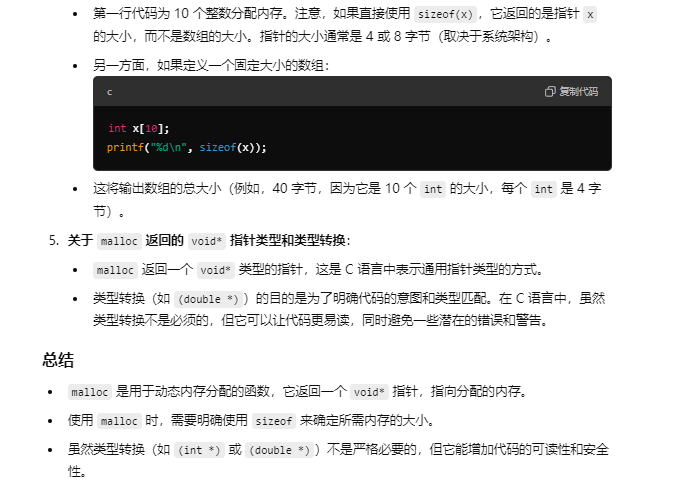 • 第一行代码为 10 个整数分配内存。注意，如果直接使用 sizeof(x)，它返回的是指针 x
的大小，而不是数组的大小。指针的大小通常是 4 或 8 字节（取决于系统架构）。
• 另一方面，如果定义一个固定大小的数组：
c 复制代码
int x[10];
printf("%d\n", sizeof(x));
• 这将输出数组的总大小（例如，40 字节，因为它是 10 个 int 的大小，每个 int 是 4 字
节）。
5. 关于 malloc 返回的 void* 指针类型和类型转换：
• malloc 返回一个 void* 类型的指针，这是 C 语言中表示通用指针类型的方式。
• 类型转换（如 (double *)）的目的是为了明确代码的意图和类型匹配。在 C 语言中，虽然
类型转换不是必须的，但它可以让代码更易读，同时避免一些潜在的错误和警告。
总结
• malloc 是用于动态内存分配的函数，它返回一个 void* 指针，指向分配的内存。
• 使用 malloc 时，需要明确使用 sizeof 来确定所需内存的大小。
• 虽然类型转换（如 (int *) 或 (double *)）不是严格必要的，但它能增加代码的可读性和安全
性。